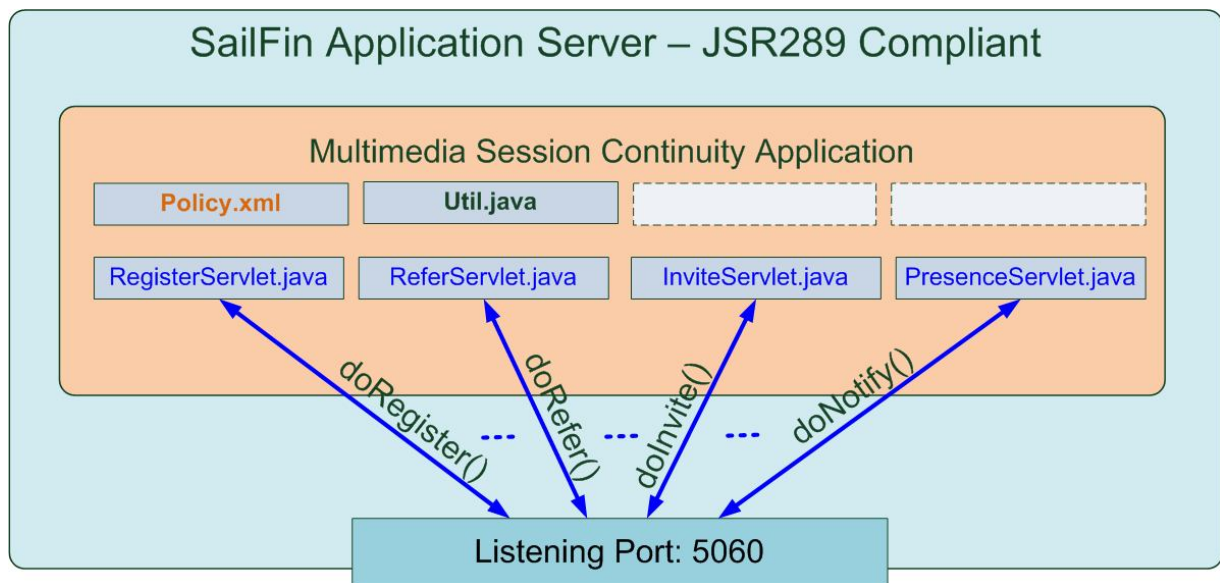 SailFin Application Server – JSR289 Compliant
Multimedia Session Continuity Application
Policy.xml
Util.java
RegisterServlet.java
ReferServlet.java
InviteServlet.java
PresenceServlet.java
doRegister()
doRefer()
doInvite()
doNotify()
Listening Port: 5060